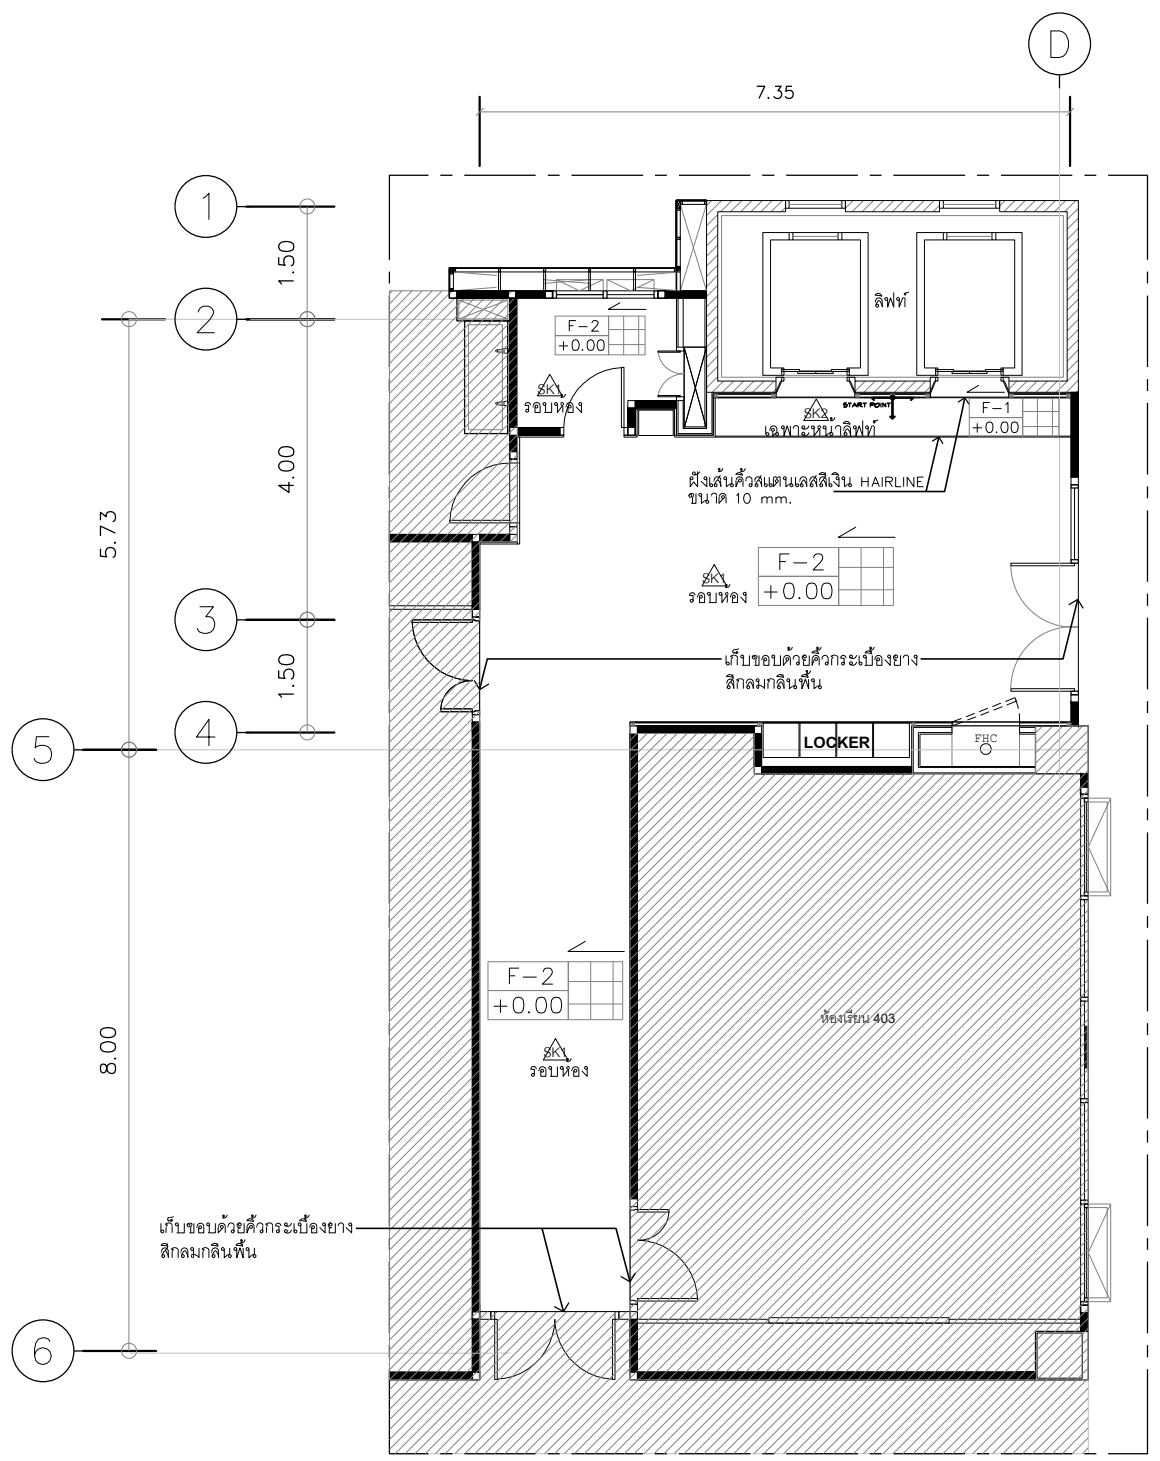 D
7.35
1
1.50
2
ลิฟท์
F-2
+0.00
SK1
รอบห้อง
START POINT
SK2
เฉพาะหน้าลิฟท์
F-1
+0.00
4.00
ฝังเส้นคิ้วสแตนเลสสีเงิน HAIRLINE
ขนาด 10 mm.
5.73
F-2
+0.00
SK1
รอบห้อง
3
1.50
เก็บขอบด้วยคิ้วกระเบื้องยาง
สีกลมกลืนพื้น
4
5
LOCKER
FHC
F-2
+0.00
ห้องเรียน 403
8.00
SK1
รอบห้อง
เก็บขอบด้วยคิ้วกระเบื้องยาง
สีกลมกลืนพื้น
6